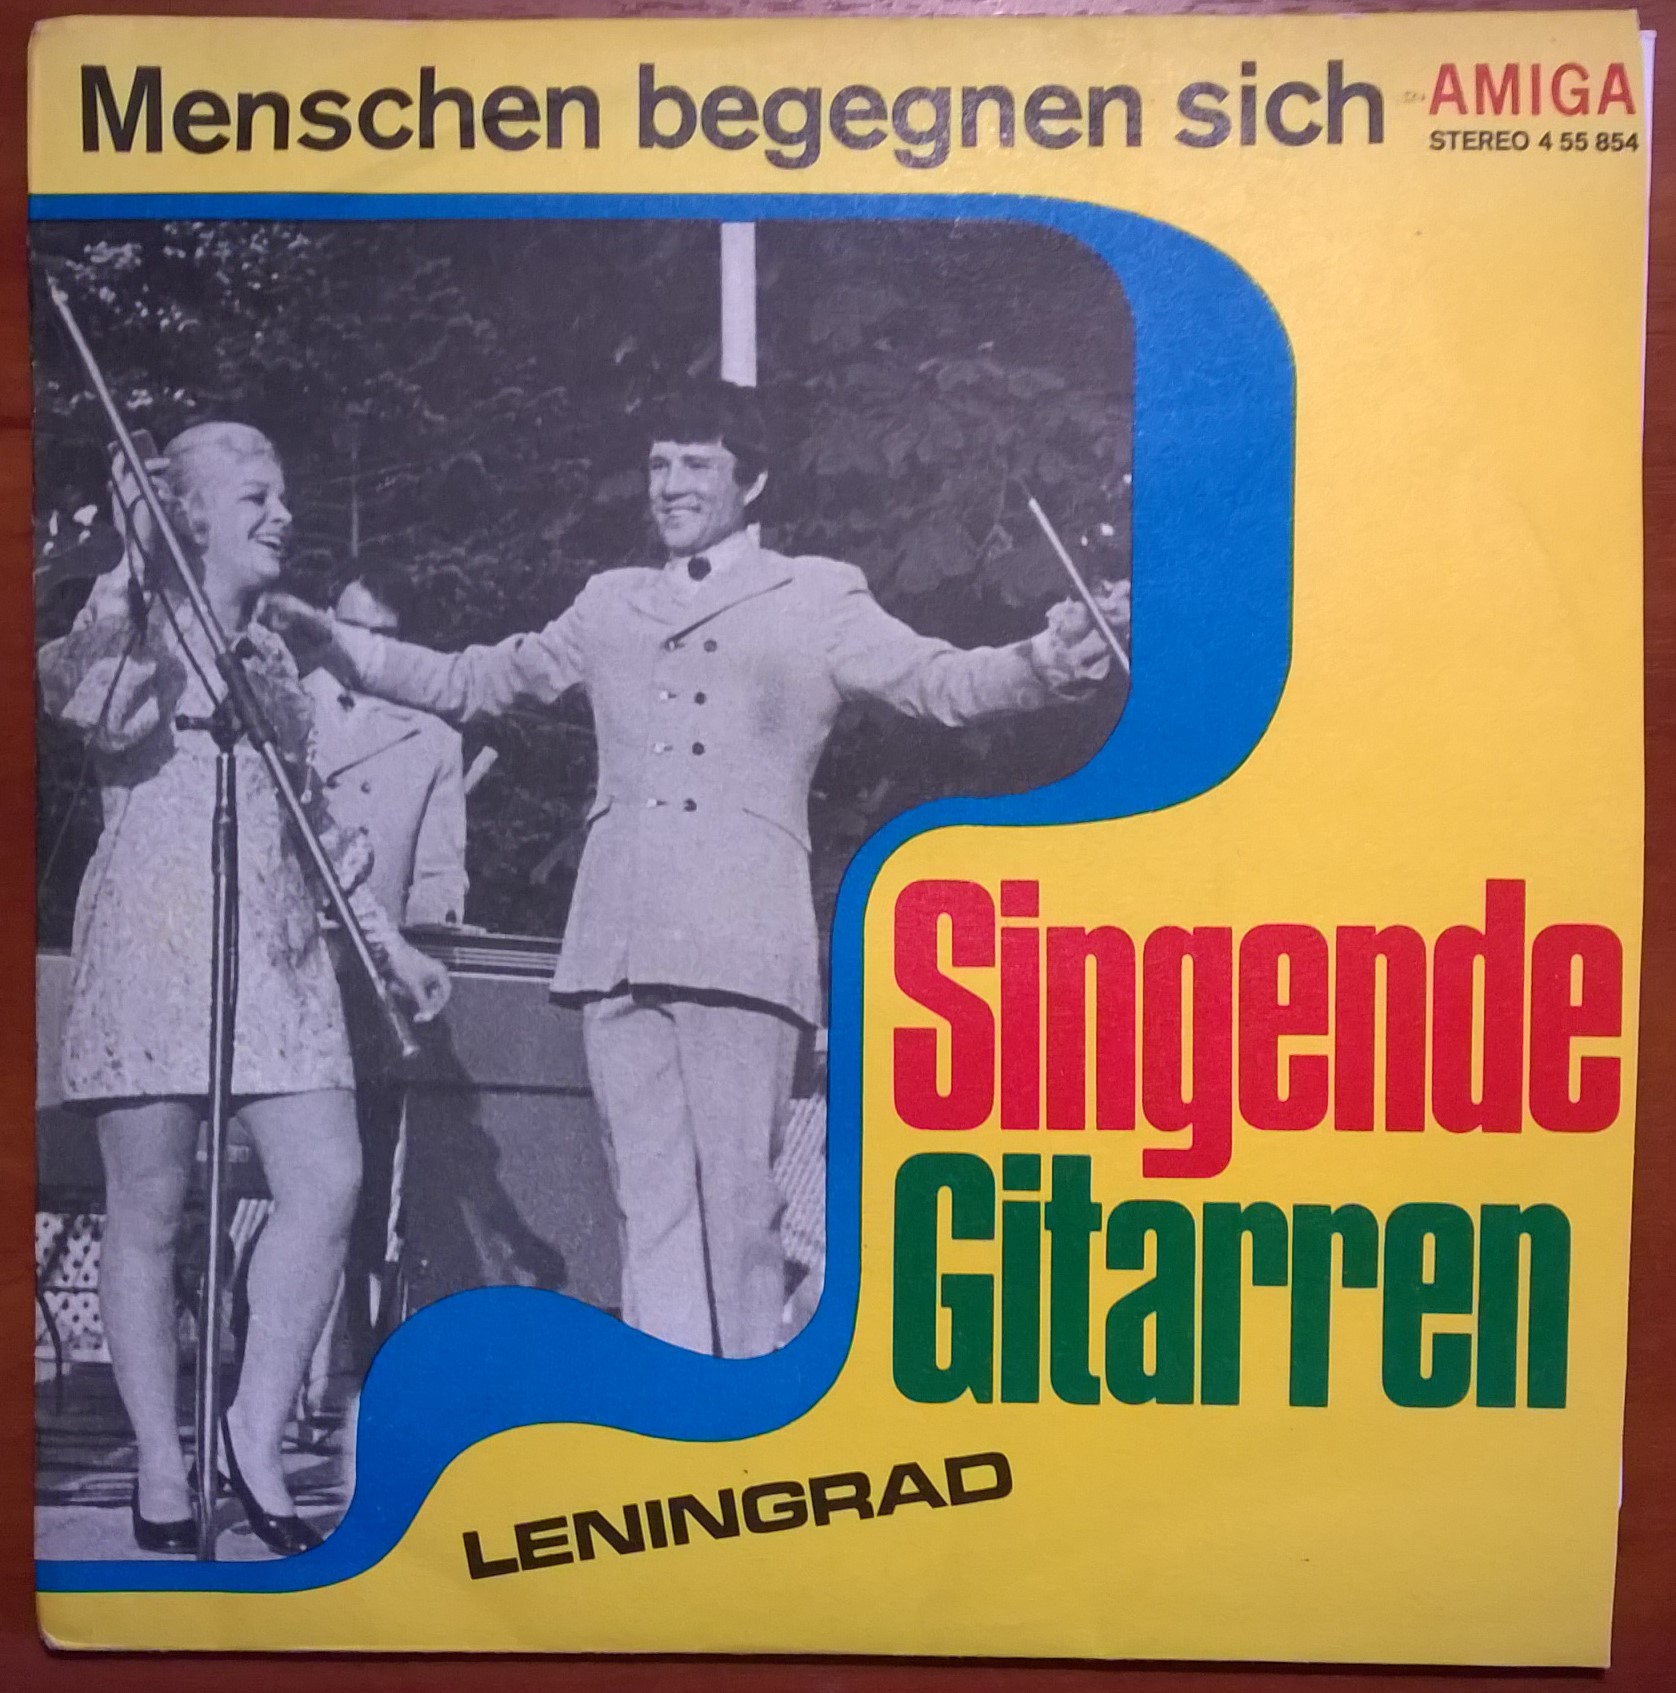 Menschen begegnen sich
AMIGA
STEREO 4 55 854
Singende
Gitarren
LENINGRAD